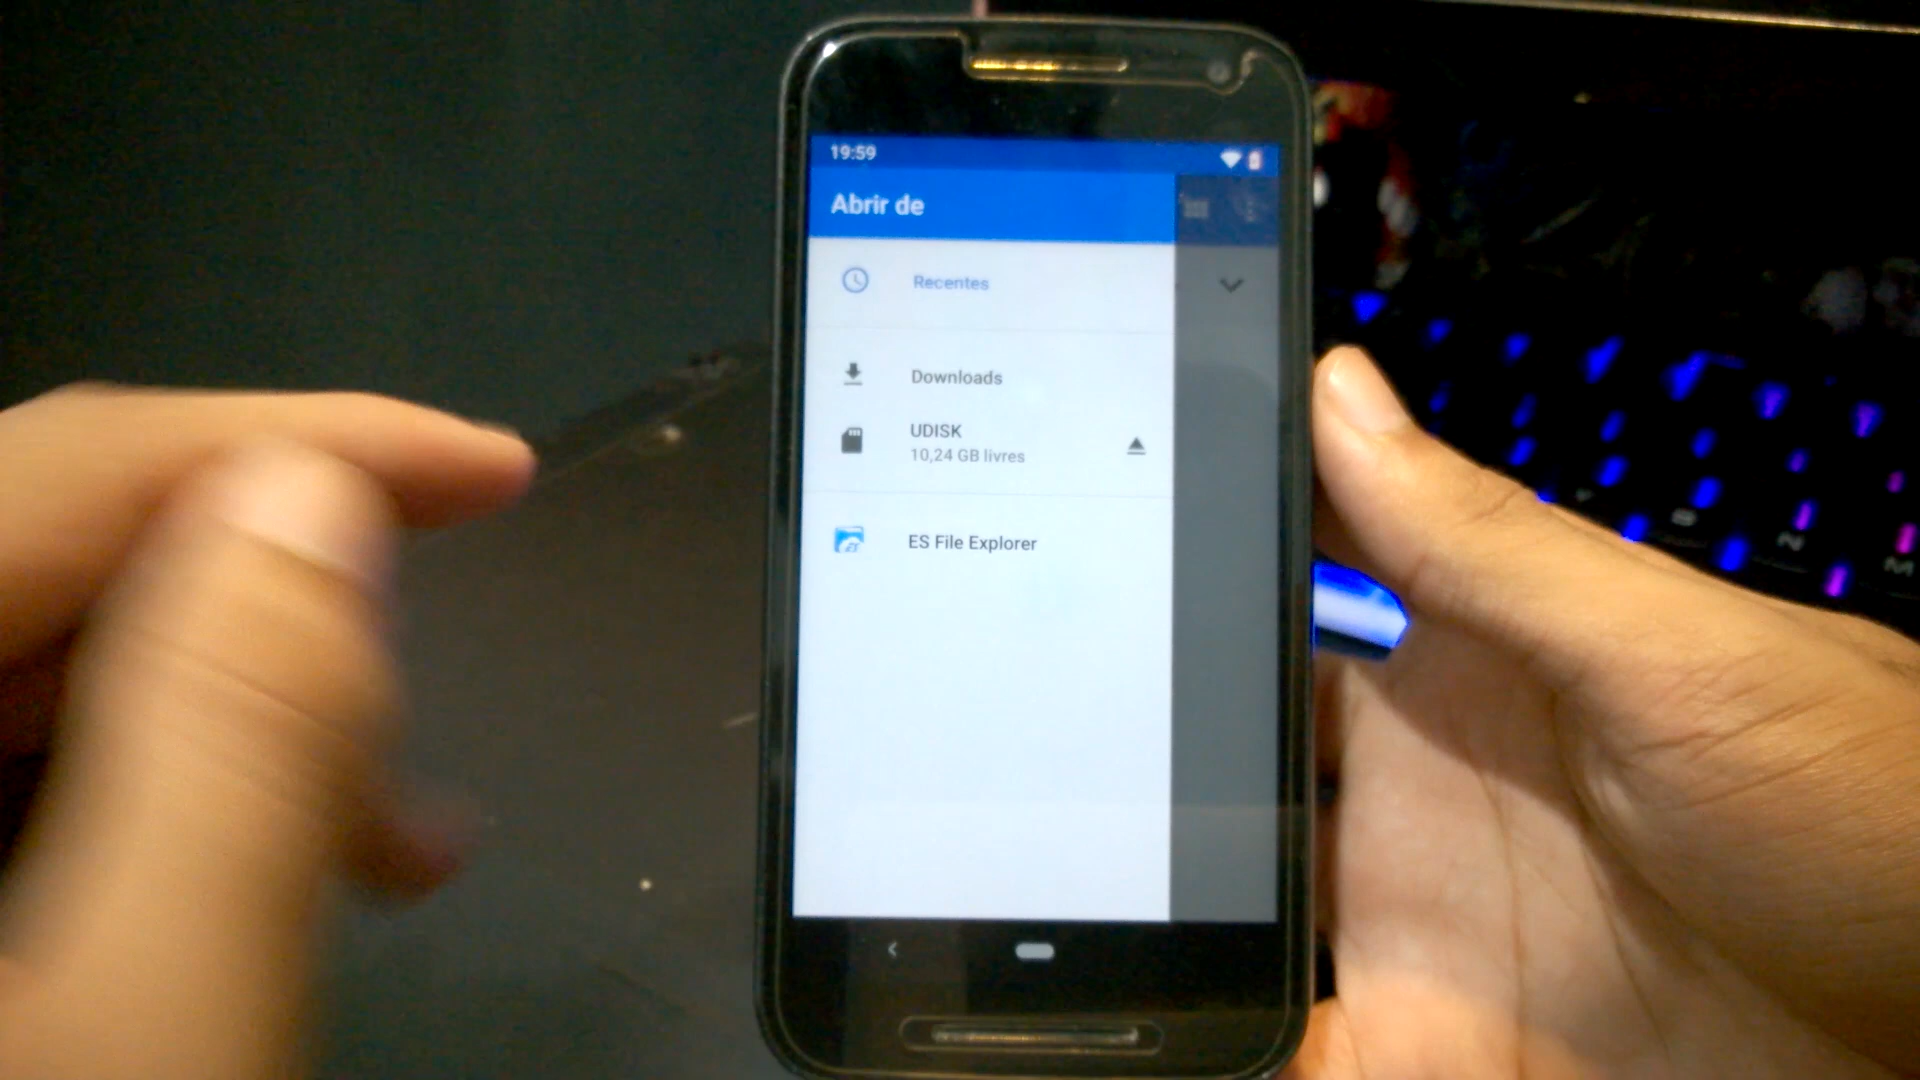 19:59
Abrir de
Recentes
Downloads
UDISK
10,24 GB livres
ES File Explorer
N
M